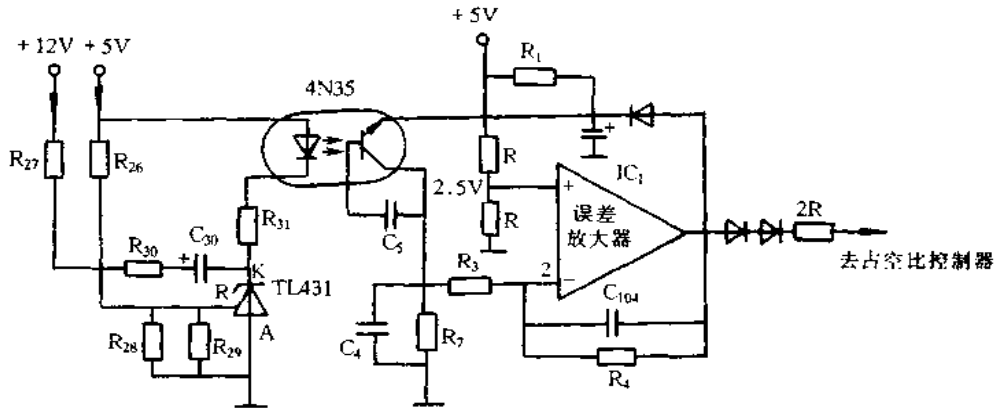 +5V
+12V
+5V
R₁
4N35
+
R₂₇
R₂₆
R
IC₁
2.5V
+
R₃₁
R
误差
放大器
2R
C₅
去占空比控制器
R₃₀
+
C₃₀
K
R
TL431
R₃
2
−
A
C₁₀₄
R₂₈
R₂₉
C₄
R₇
R₄